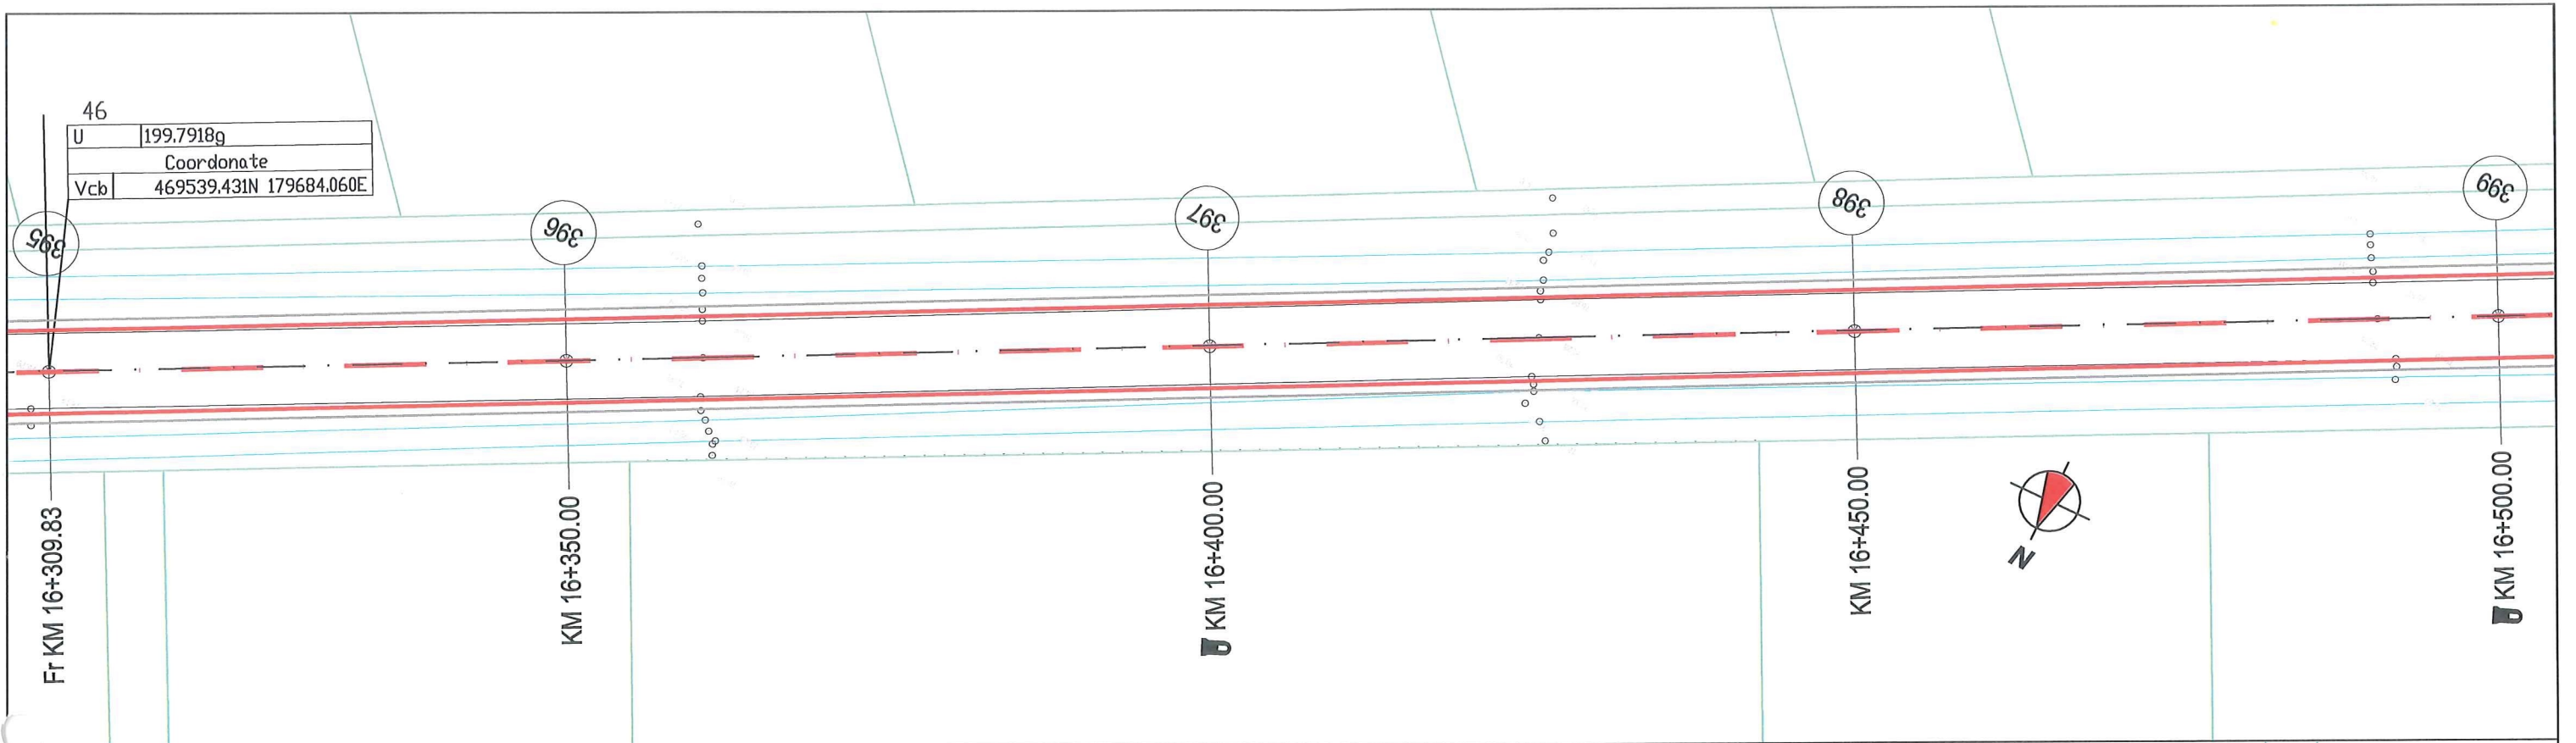 46
U 199.7918g
Coordonate
Vcb 469539.431N 179684.060E
395
396
397
398
399
Fr KM 16+309.83
KM 16+350.00
KM 16+400.00
KM 16+450.00
KM 16+500.00
N